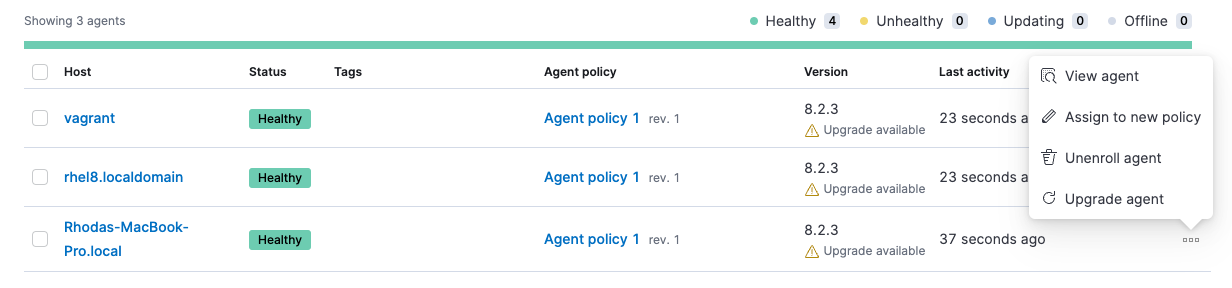 Showing 3 agents
Healthy 4 Unhealthy 0 Updating 0 Offline 0
Host Status Tags Agent policy Version Last activity
vagrant Healthy Agent policy 1 rev. 1 8.2.3 23 seconds a
Upgrade available
rhel8.localdomain Healthy Agent policy 1 rev. 1 8.2.3 23 seconds a
Upgrade available
Rhodas-MacBook-
Pro.local Healthy Agent policy 1 rev. 1 8.2.3 37 seconds ago
Upgrade available
View agent
Assign to new policy
Unenroll agent
Upgrade agent